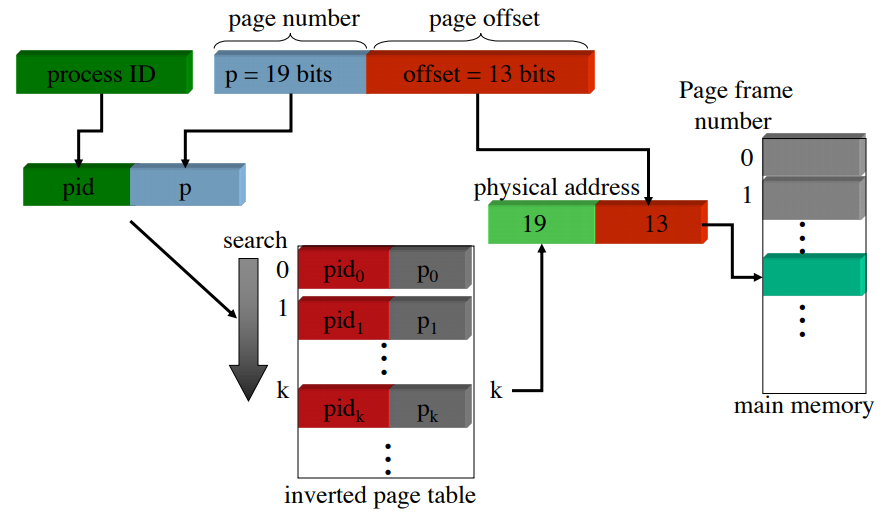 page number
page offset
process ID
p = 19 bits
offset = 13 bits
Page frame
number
0
1
pid
p
physical address
19
13
search
0
pid0
p0
1
pid1
p1
k
pidk
pk
k
main memory
inverted page table